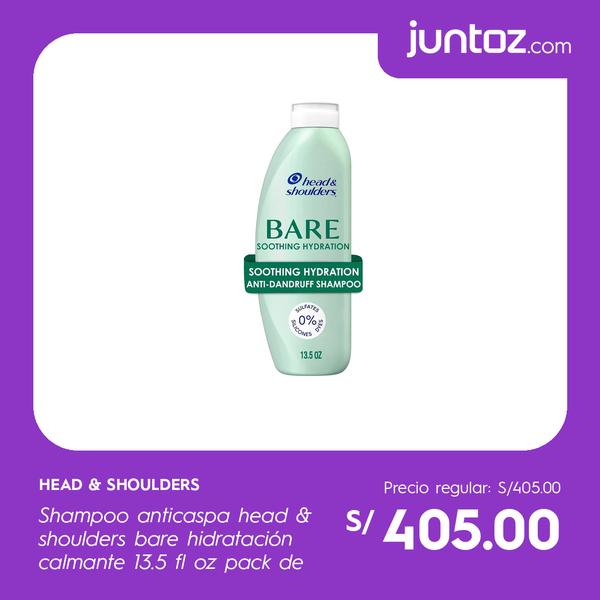 juntoz.com
head &
shoulders
BARE
SOOTHING HYDRATION
SOOTHING HYDRATION
ANTI-DANDRUFF SHAMPOO
SULFATES
0%
SILICONES DYES
13.5 OZ
HEAD & SHOULDERS
Precio regular: S/405.00
Shampoo anticaspa head &
shoulders bare hidratación
calmante 13.5 fl oz pack de
S/ 405.00